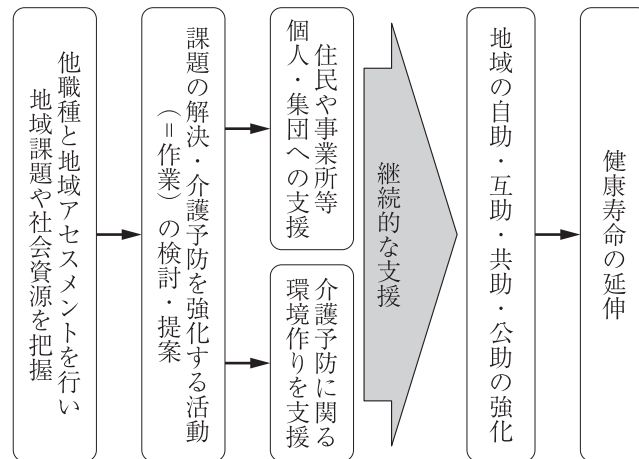 他職種と地域アセスメントを行い
地域課題や社会資源を把握
課題の解決・介護予防を強化する活動
(=作業)の検討・提案
住民や事業所等
個人・集団への支援
介護予防に関る
環境作りを支援
継続的な支援
地域の自助・互助・共助・公助の強化
健康寿命の延伸